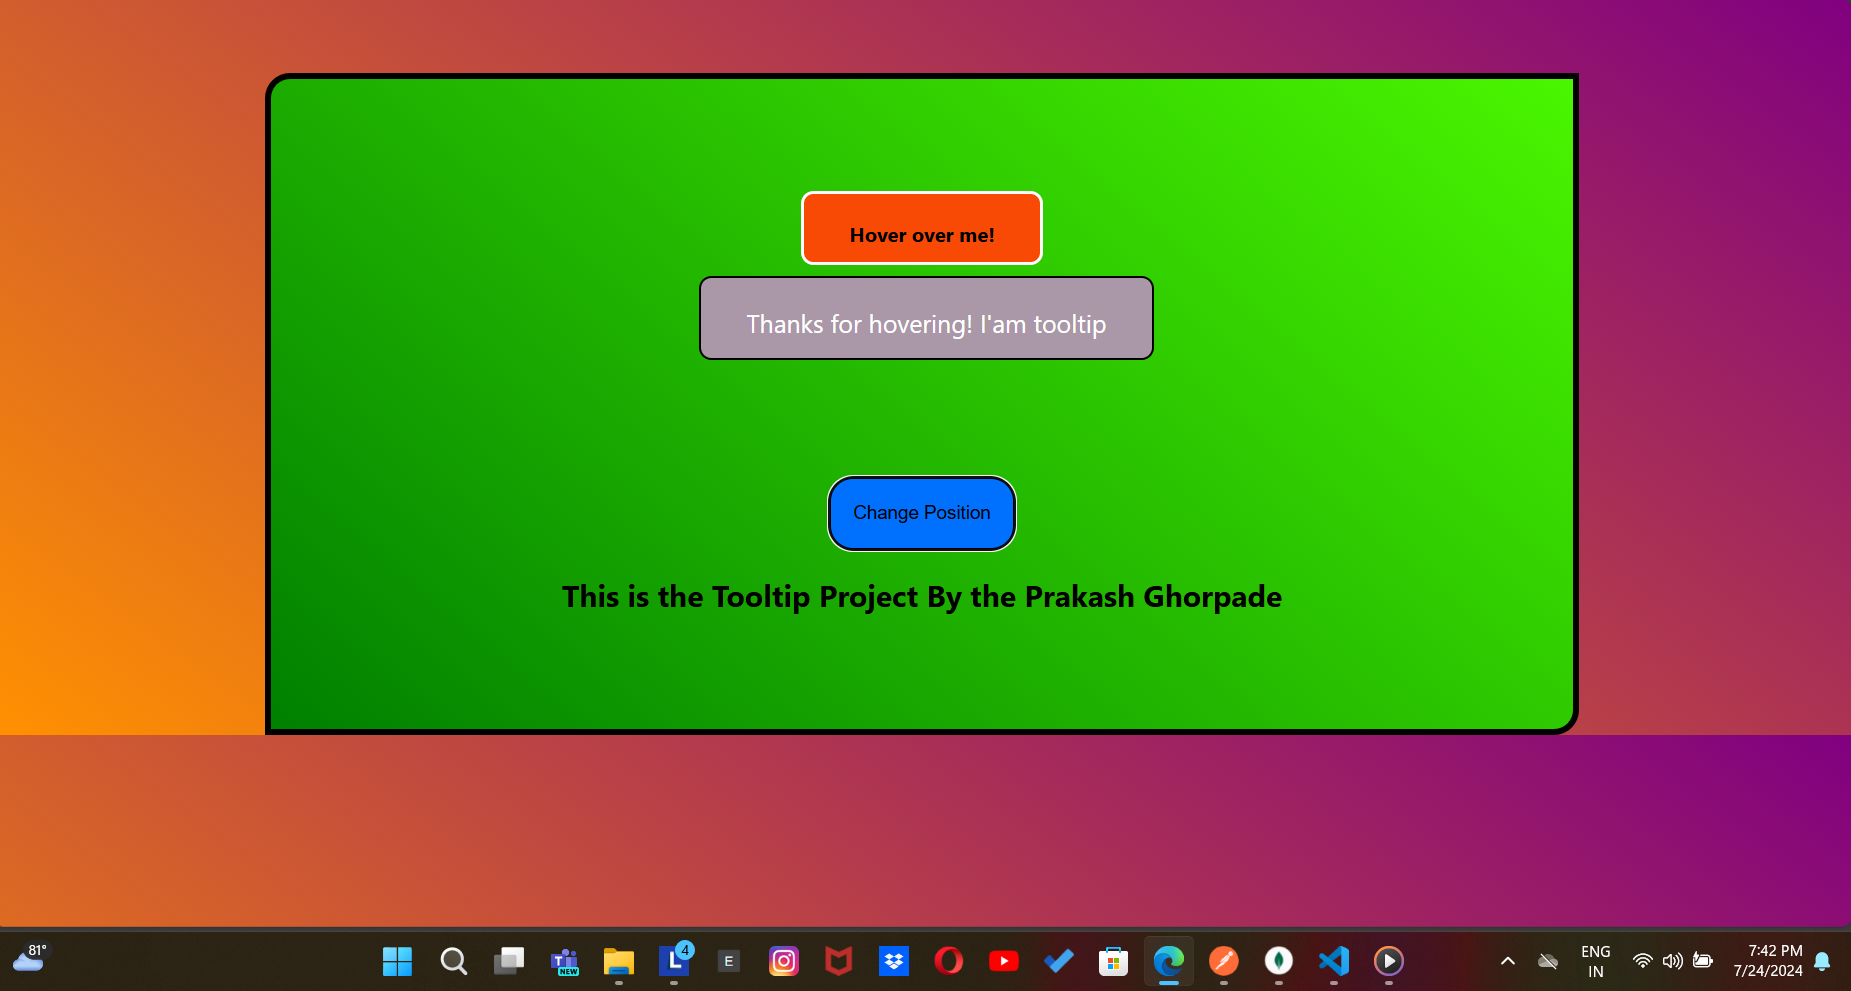 Hover over me!
Thanks for hovering! I'am tooltip
Change Position
This is the Tooltip Project By the Prakash Ghorpade
81°
T
NEW
L
4
E
ENG
IN
7:42 PM
7/24/2024